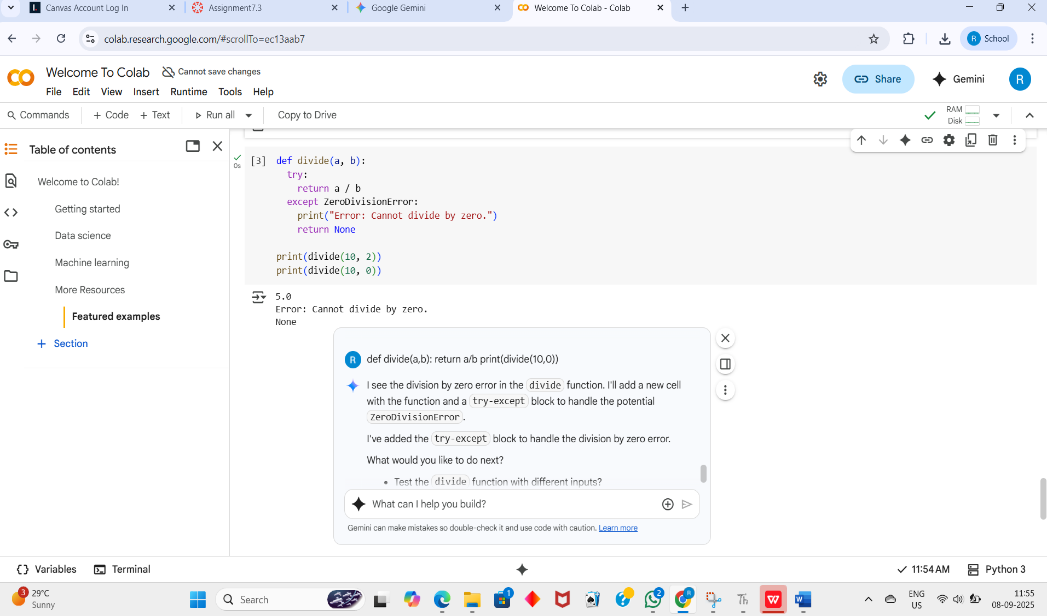 Canvas Account Log In
Assignment7.3
Google Gemini
Welcome To Colab - Colab
colab.research.google.com/#scrollTo=ec13aab7
R School
Welcome To Colab
Cannot save changes
File Edit View Insert Runtime Tools Help
Share
Gemini
R
Commands + Code + Text Run all Copy to Drive
RAM
Disk
Table of contents
Welcome to Colab!
Getting started
Data science
Machine learning
More Resources
Featured examples
+ Section
0s
[3] def divide(a, b):
try:
return a / b
except ZeroDivisionError:
print("Error: Cannot divide by zero.")
return None
print(divide(10, 2))
print(divide(10, 0))
5.0
Error: Cannot divide by zero.
None
R def divide(a,b): return a/b print(divide(10,0))
I see the division by zero error in the divide function. I'll add a new cell
with the function and a try-except block to handle the potential
ZeroDivisionError.
I've added the try-except block to handle the division by zero error.
What would you like to do next?
• Test the divide function with different inputs?
What can I help you build?
Gemini can make mistakes so double-check it and use code with caution. Learn more
{} Variables Terminal
11:54 AM Python 3
3
29°C
Sunny
Search
1
2
R
Th
W
W
ENG
US
11:55
08-09-2025